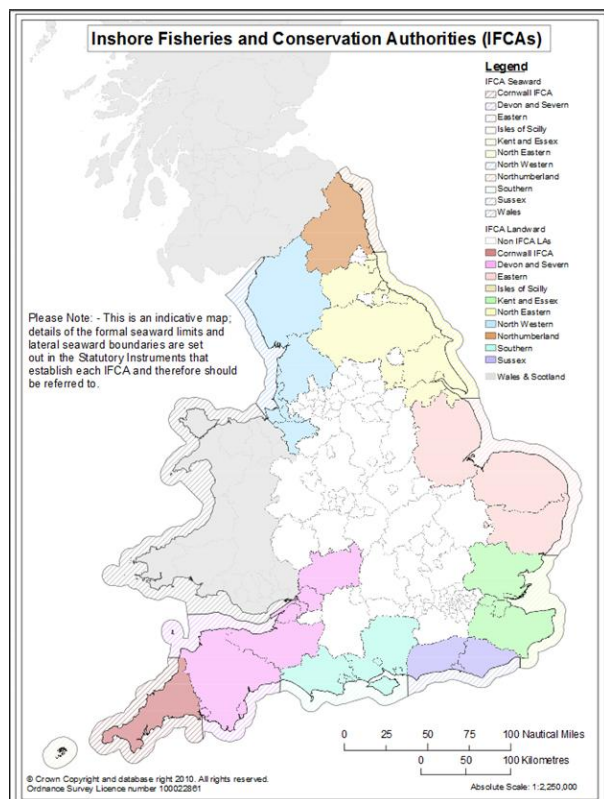 Inshore Fisheries and Conservation Authorities (IFCAs)
Legend
IFCA Seaward
Cornwall IFCA
Devon and Severn
Eastern
Isles of Scilly
Kent and Essex
North Eastern
North Western
Northumberland
Southern
Sussex
Wales
IFCA Landward
Non IFCA LAs
Cornwall IFCA
Devon and Severn
Eastern
Isles of Scilly
Kent and Essex
North Eastern
North Western
Northumberland
Southern
Sussex
Wales & Scotland
Please Note: - This is an indicative map;
details of the formal seaward limits and
lateral seaward boundaries are set
out in the Statutory Instruments that
establish each IFCA and therefore should
be referred to.
0 25 50 75 100 Nautical Miles
0 50 100 Kilometres
© Crown Copyright and database right 2010. All rights reserved.
Ordnance Survey Licence number 100022861
Absolute Scale: 1:2,250,000